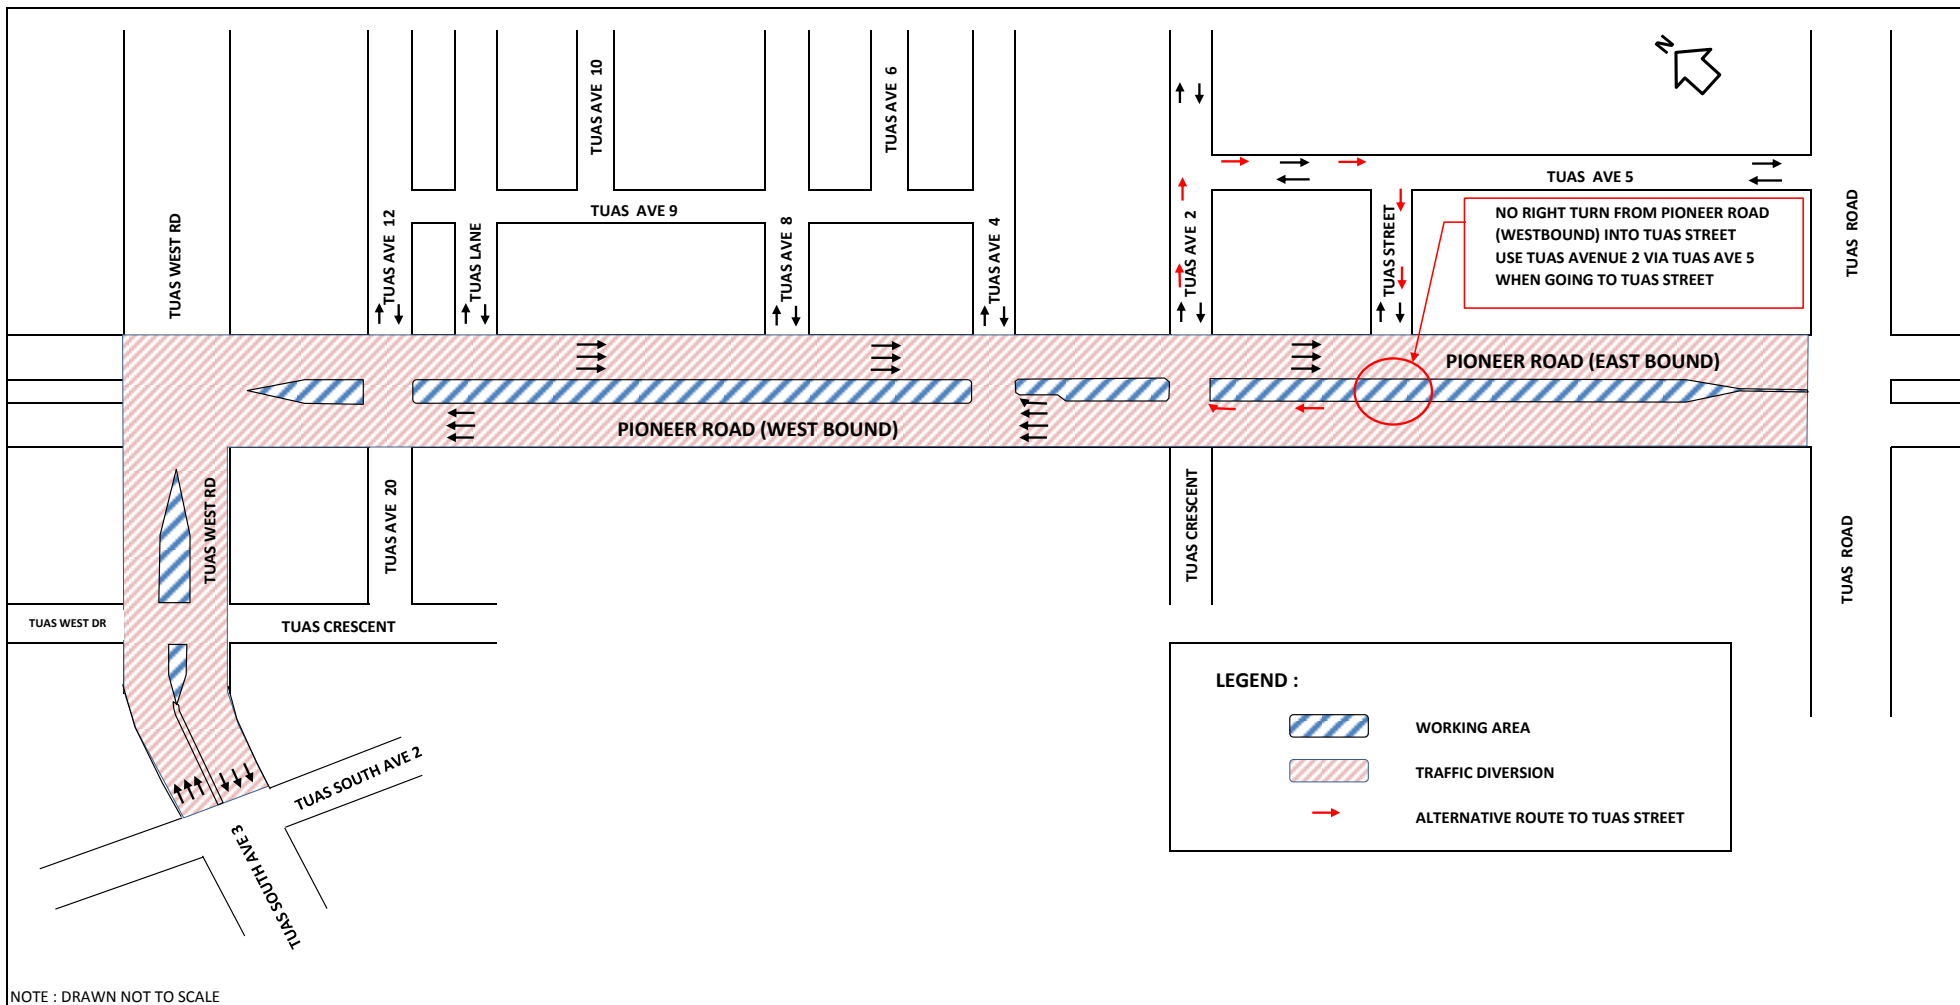 N
TUAS WEST RD
TUAS AVE 12
TUAS LANE
TUAS AVE 10
TUAS AVE 9
TUAS AVE 8
TUAS AVE 6
TUAS AVE 4
TUAS AVE 2
TUAS STREET
TUAS AVE 5
TUAS ROAD
NO RIGHT TURN FROM PIONEER ROAD
(WESTBOUND) INTO TUAS STREET
USE TUAS AVENUE 2 VIA TUAS AVE 5
WHEN GOING TO TUAS STREET
PIONEER ROAD (EAST BOUND)
PIONEER ROAD (WEST BOUND)
TUAS WEST RD
TUAS AVE 20
TUAS CRESCENT
TUAS ROAD
TUAS WEST DR
TUAS CRESCENT
TUAS SOUTH AVE 2
TUAS SOUTH AVE 3
LEGEND :
WORKING AREA
TRAFFIC DIVERSION
ALTERNATIVE ROUTE TO TUAS STREET
NOTE : DRAWN NOT TO SCALE